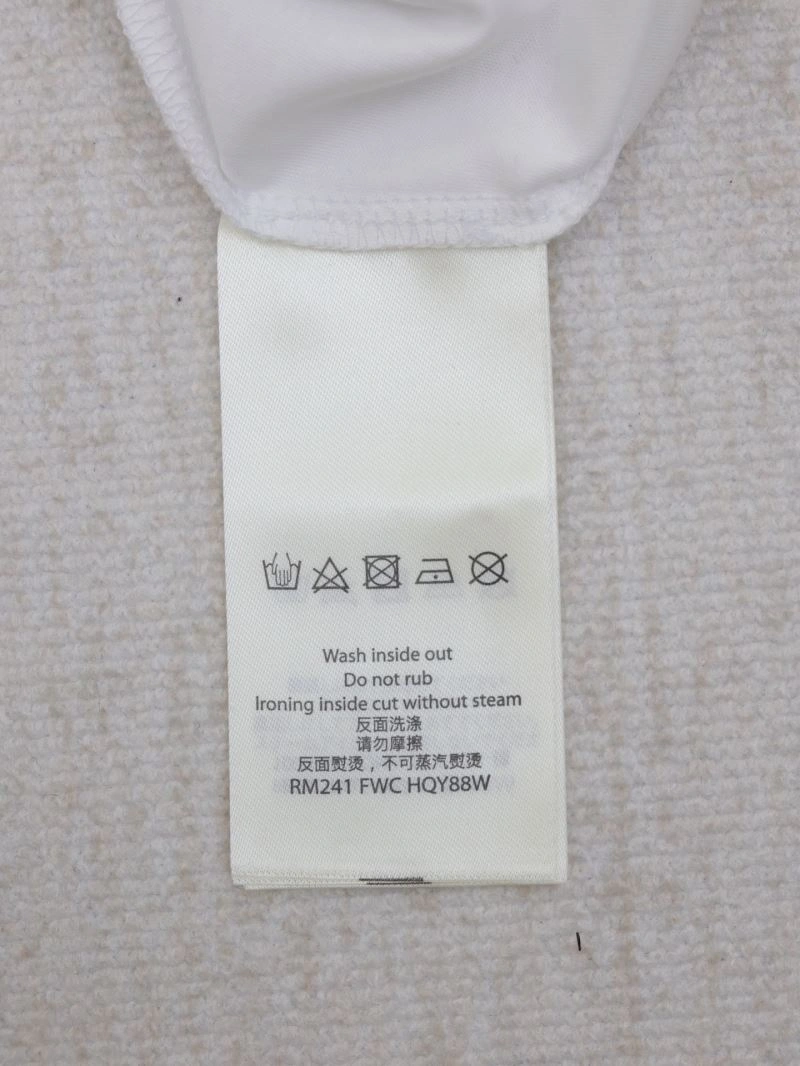 Wash inside out
Do not rub
Ironing inside cut without steam
反面洗涤
请勿摩擦
反面熨烫，不可蒸汽熨烫
RM241 FWC HQY88W